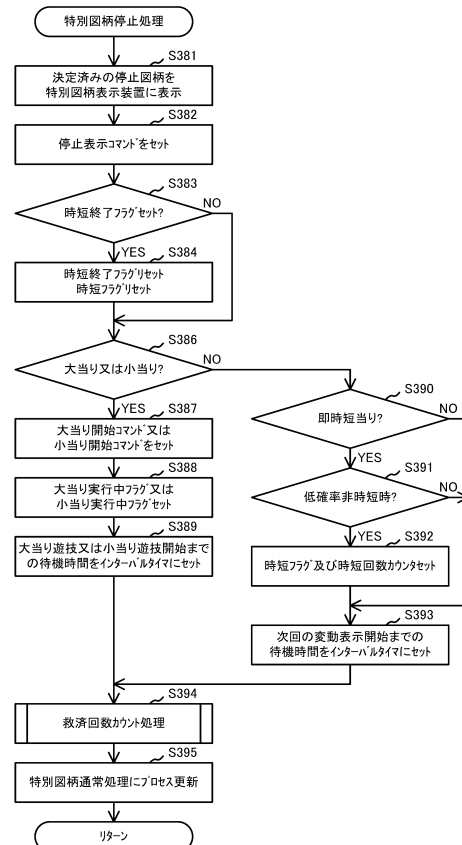 特別図柄停止処理
S381
決定済みの停止図柄を
特別図柄表示装置に表示
S382
停止表示コマンドをセット
S383
時短終了フラグセット?
NO
YES
S384
時短終了フラグリセット
時短フラグリセット
S386
大当り又は小当り?
NO
YES
S387
大当り開始コマンド又は
小当り開始コマンドをセット
S388
大当り実行中フラグ又は
小当り実行中フラグセット
S389
大当り遊技又は小当り遊技開始まで
の待機時間をインターバルタイマにセット
S390
即時短当り?
NO
YES
S391
低確率非時短時?
NO
YES
S392
時短フラグ及び時短回数カウンタセット
S393
次回の変動表示開始までの
待機時間をインターバルタイマにセット
S394
救済回数カウント処理
S395
特別図柄通常処理にプロセス更新
リターン